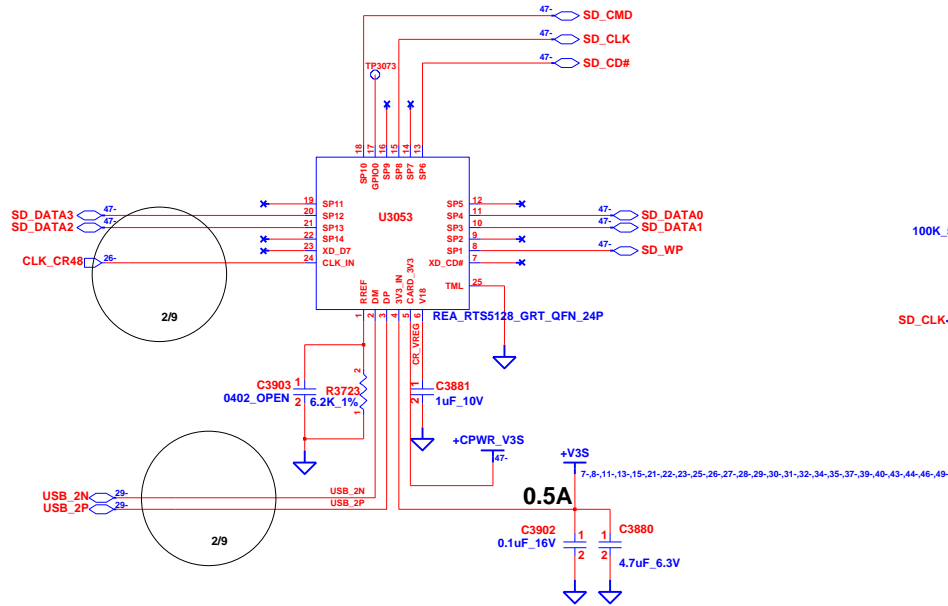 47- SD_CMD
47- SD_CLK
47- SD_CD#
TP3073
18 17 16 15 14 13
SP10 GPIO0 SP9 SP8 SP7 SP6
U3053
19 SP11
SD_DATA3 47- 20 SP12
SD_DATA2 47- 21 SP13
22 SP14
23 XD_D7
CLK_CR48 26- 24 CLK_IN
SP5 12
SP4 11 47- SD_DATA0
SP3 10 47- SD_DATA1
SP2 9
SP1 8 47- SD_WP
XD_CD# 7
TML 25
RREF DM DP 3V3_IN CARD_3V3 V18
1 2 3 4 5 6
REA_RTS5128_GRT_QFN_24P
2/9
CR_VREG
C3903 1 2
0402_OPEN
R3723 2 1
6.2K_1%
C3881 1 2
1uF_10V
+CPWR_V3S
47-
+V3S
7-,8-,11-,13-,15-,21-,22-,23-,25-,26-,27-,28-,29-,30-,31-,32-,34-,35-,37-,39-,40-,43-,44-,46-,49-
0.5A
USB_2N 29- USB_2N
USB_2P 29- USB_2P
2/9
C3902 1 2
0.1uF_16V
C3880 1 2
4.7uF_6.3V
100K_
SD_CLK